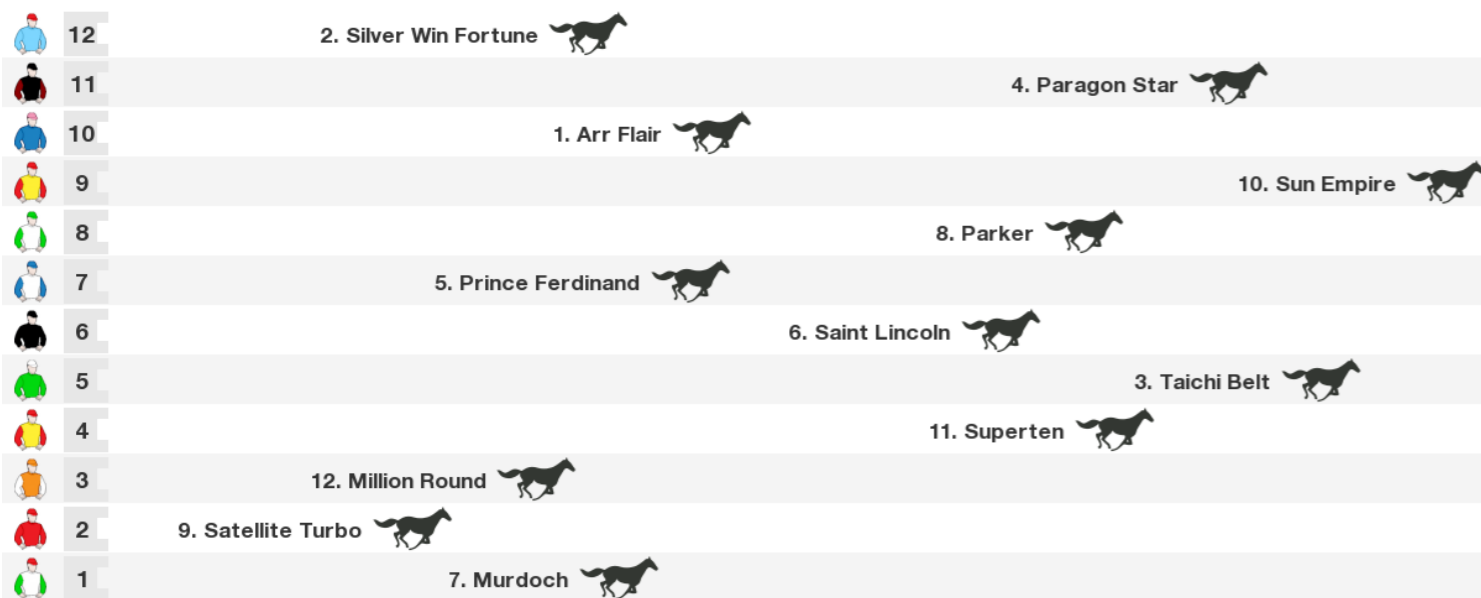 12 2. Silver Win Fortune
11 4. Paragon Star
10 1. Arr Flair
9 10. Sun Empire
8 8. Parker
7 5. Prince Ferdinand
6 6. Saint Lincoln
5 3. Taichi Belt
4 11. Superten
3 12. Million Round
2 9. Satellite Turbo
1 7. Murdoch